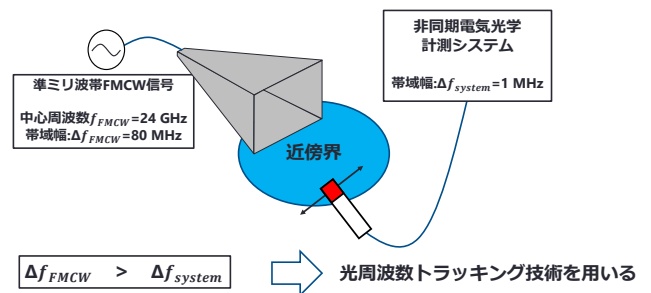 準ミリ波帯FMCW信号
中心周波数f_FMCW=24 GHz
帯域幅:Δf_FMCW=80 MHz
非同期電気光学
計測システム
帯域幅:Δf_system=1 MHz
近傍界
Δf_FMCW > Δf_system
光周波数トラッキング技術を用いる